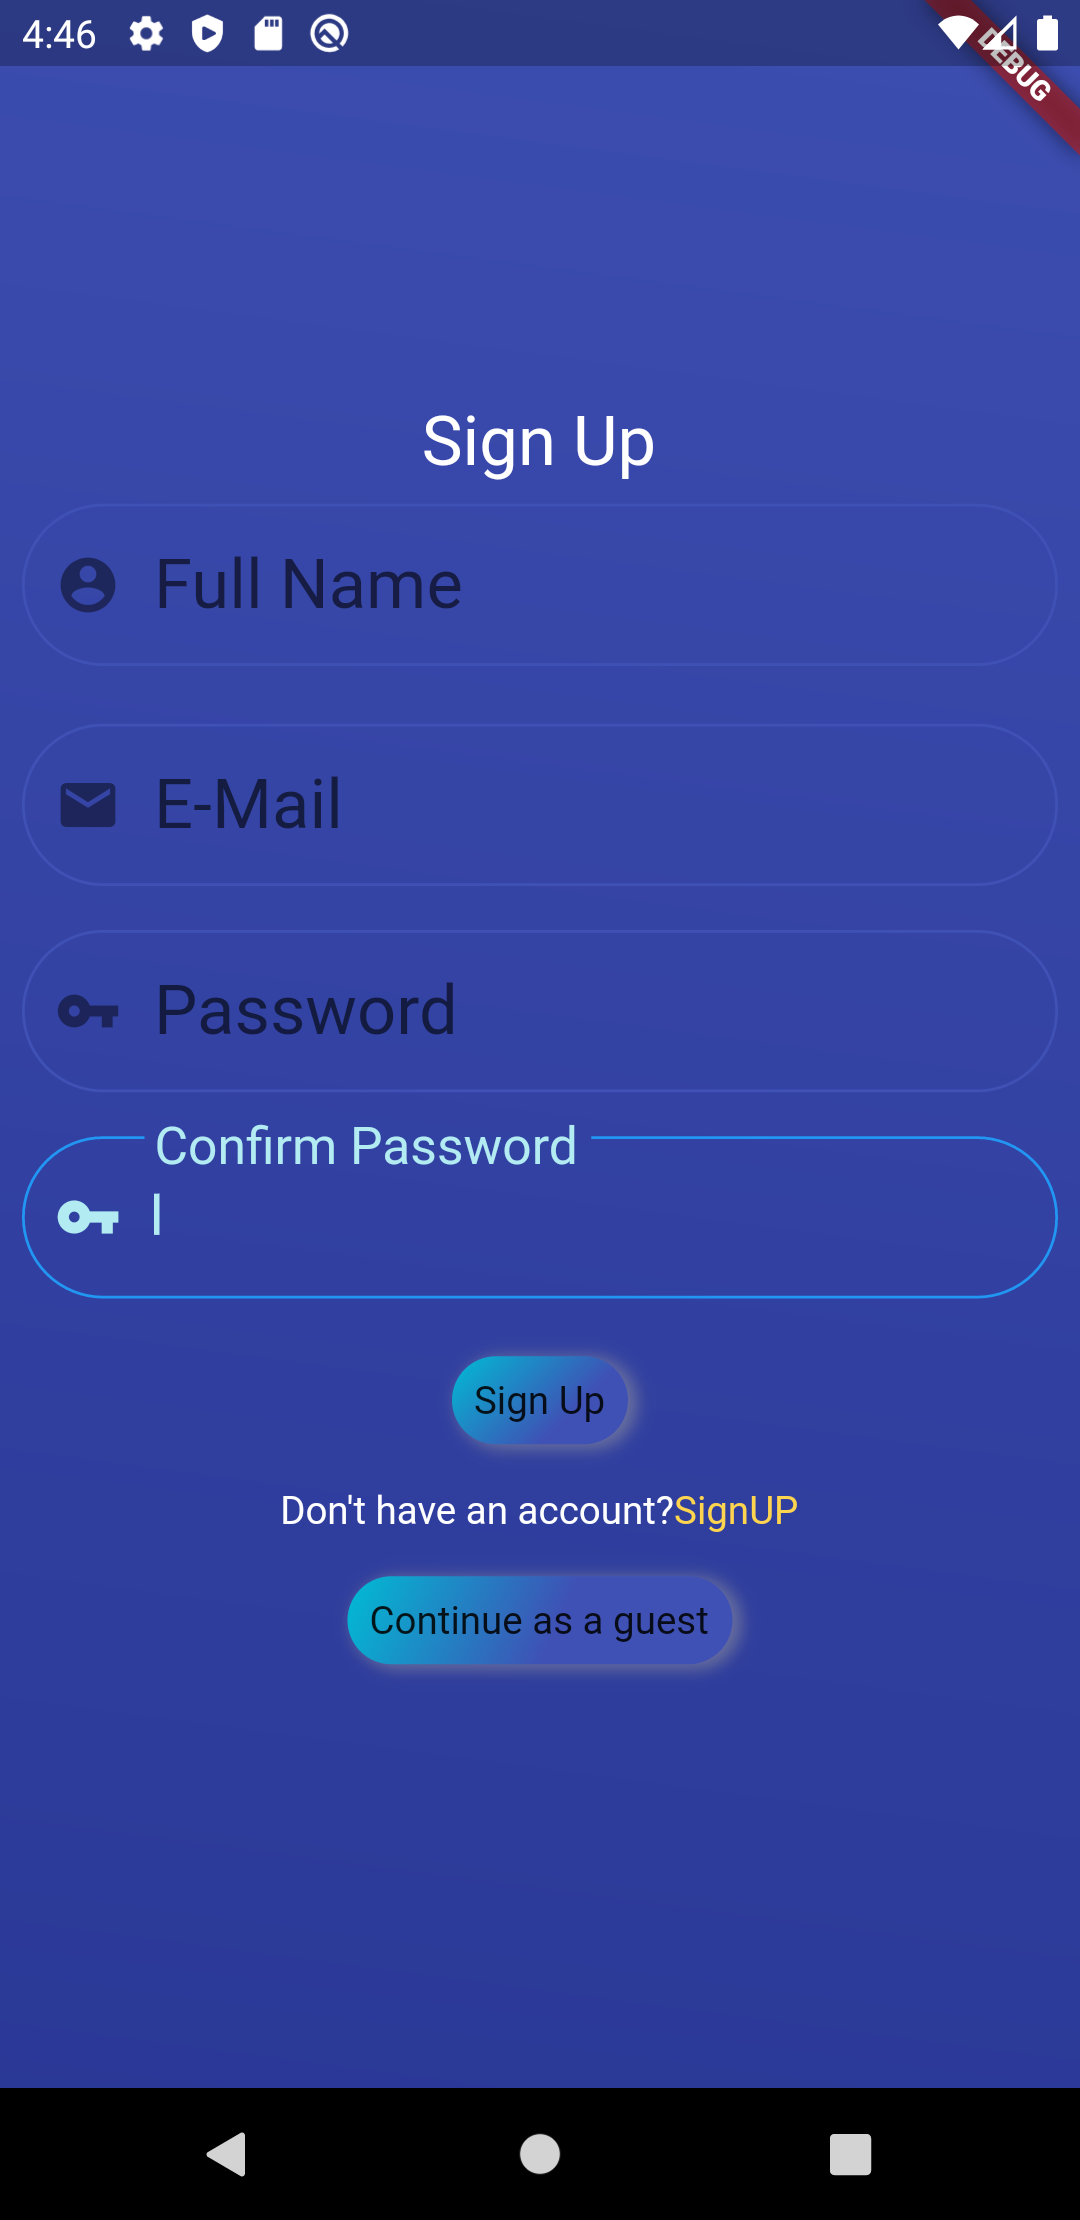 4:46
DEBUG
Sign Up
Full Name
E-Mail
Password
Confirm Password
Sign Up
Don't have an account?SignUP
Continue as a guest